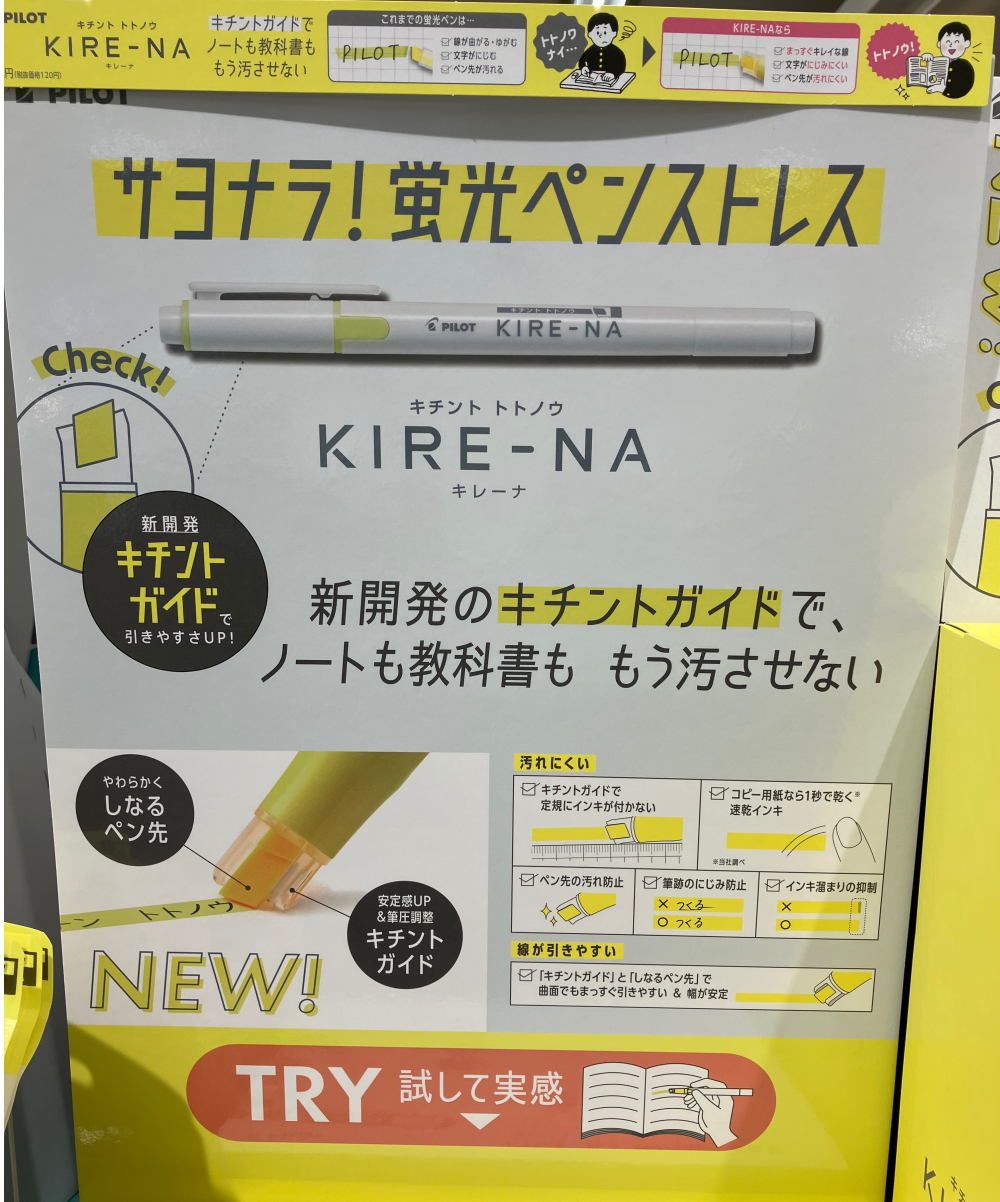 PILOT
キチント トトノウ
KIRE-NA
キレーナ
円(税抜価格120円)
キチントガイドで
ノートも教科書も
もう汚させない
これまでの蛍光ペンは…
PILOT
線が曲がる・ゆがむ
文字がにじむ
ペン先が汚れる
トトノワ
ナイ…
KIRE-NAなら
PILOT
まっすぐキレイな線
文字がにじみにくい
ペン先が汚れにくい
トトノウ!
PILOT
サヨナラ!蛍光ペンストレス
キチント トトノウ
PILOT KIRE-NA
Check!
キチント トトノウ
KIRE-NA
キレーナ
新開発
キチント
ガイドで
引きやすさUP!
新開発のキチントガイドで、
ノートも教科書も もう汚させない
やわらかく
しなる
ペン先
ン トトノウ
安定感UP
&筆圧調整
キチント
ガイド
NEW!
汚れにくい
キチントガイドで
定規にインキが付かない
コピー用紙なら1秒で乾く※
速乾インキ
※当社調べ
ペン先の汚れ防止
筆跡のにじみ防止
× つくる
○ つくる
インキ溜まりの抑制
×
○
線が引きやすい
「キチントガイド」と「しなるペン先」で
曲面でもまっすぐ引きやすい & 幅が安定
TRY 試して実感